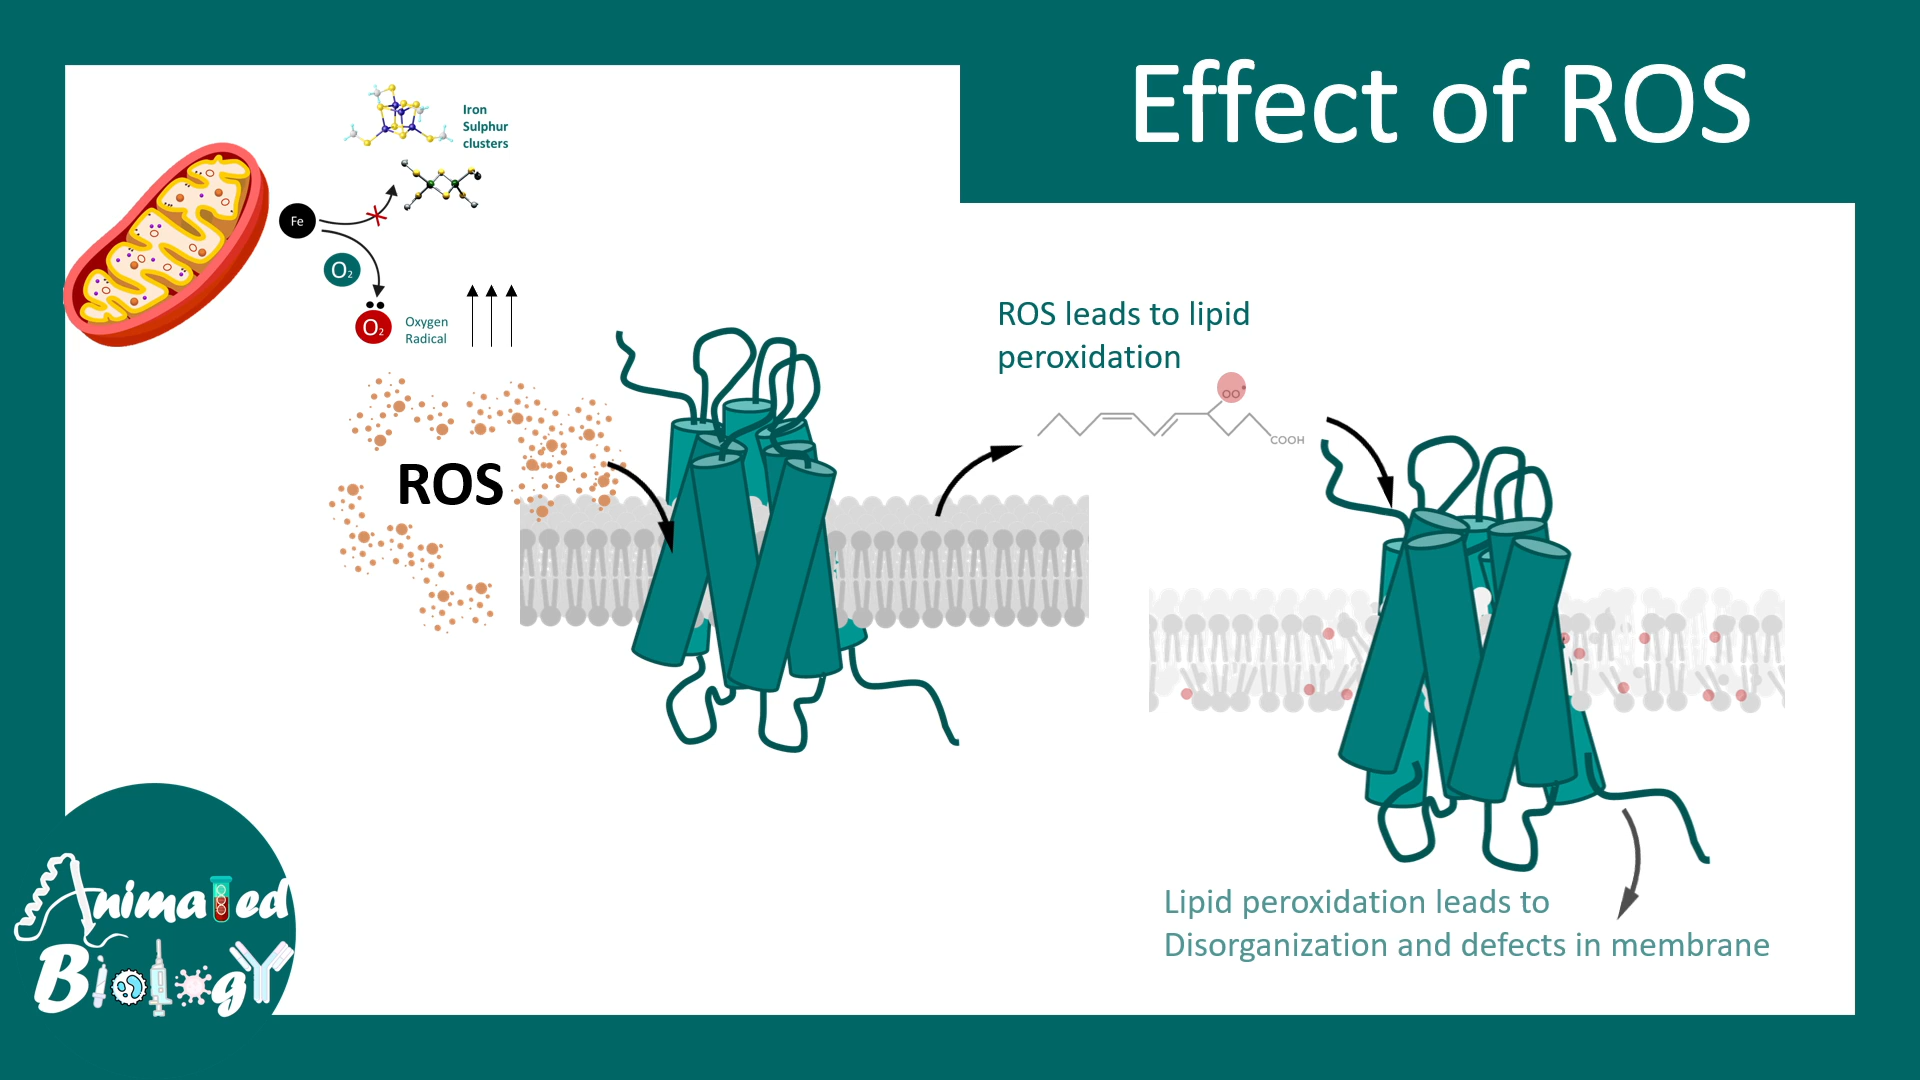 Effect of ROS
Iron
Sulphur
clusters
Fe
O₂
O₂
Oxygen
Radical
ROS
ROS leads to lipid
peroxidation
OO•
COOH
Lipid peroxidation leads to
Disorganization and defects in membrane
Animated
Biology